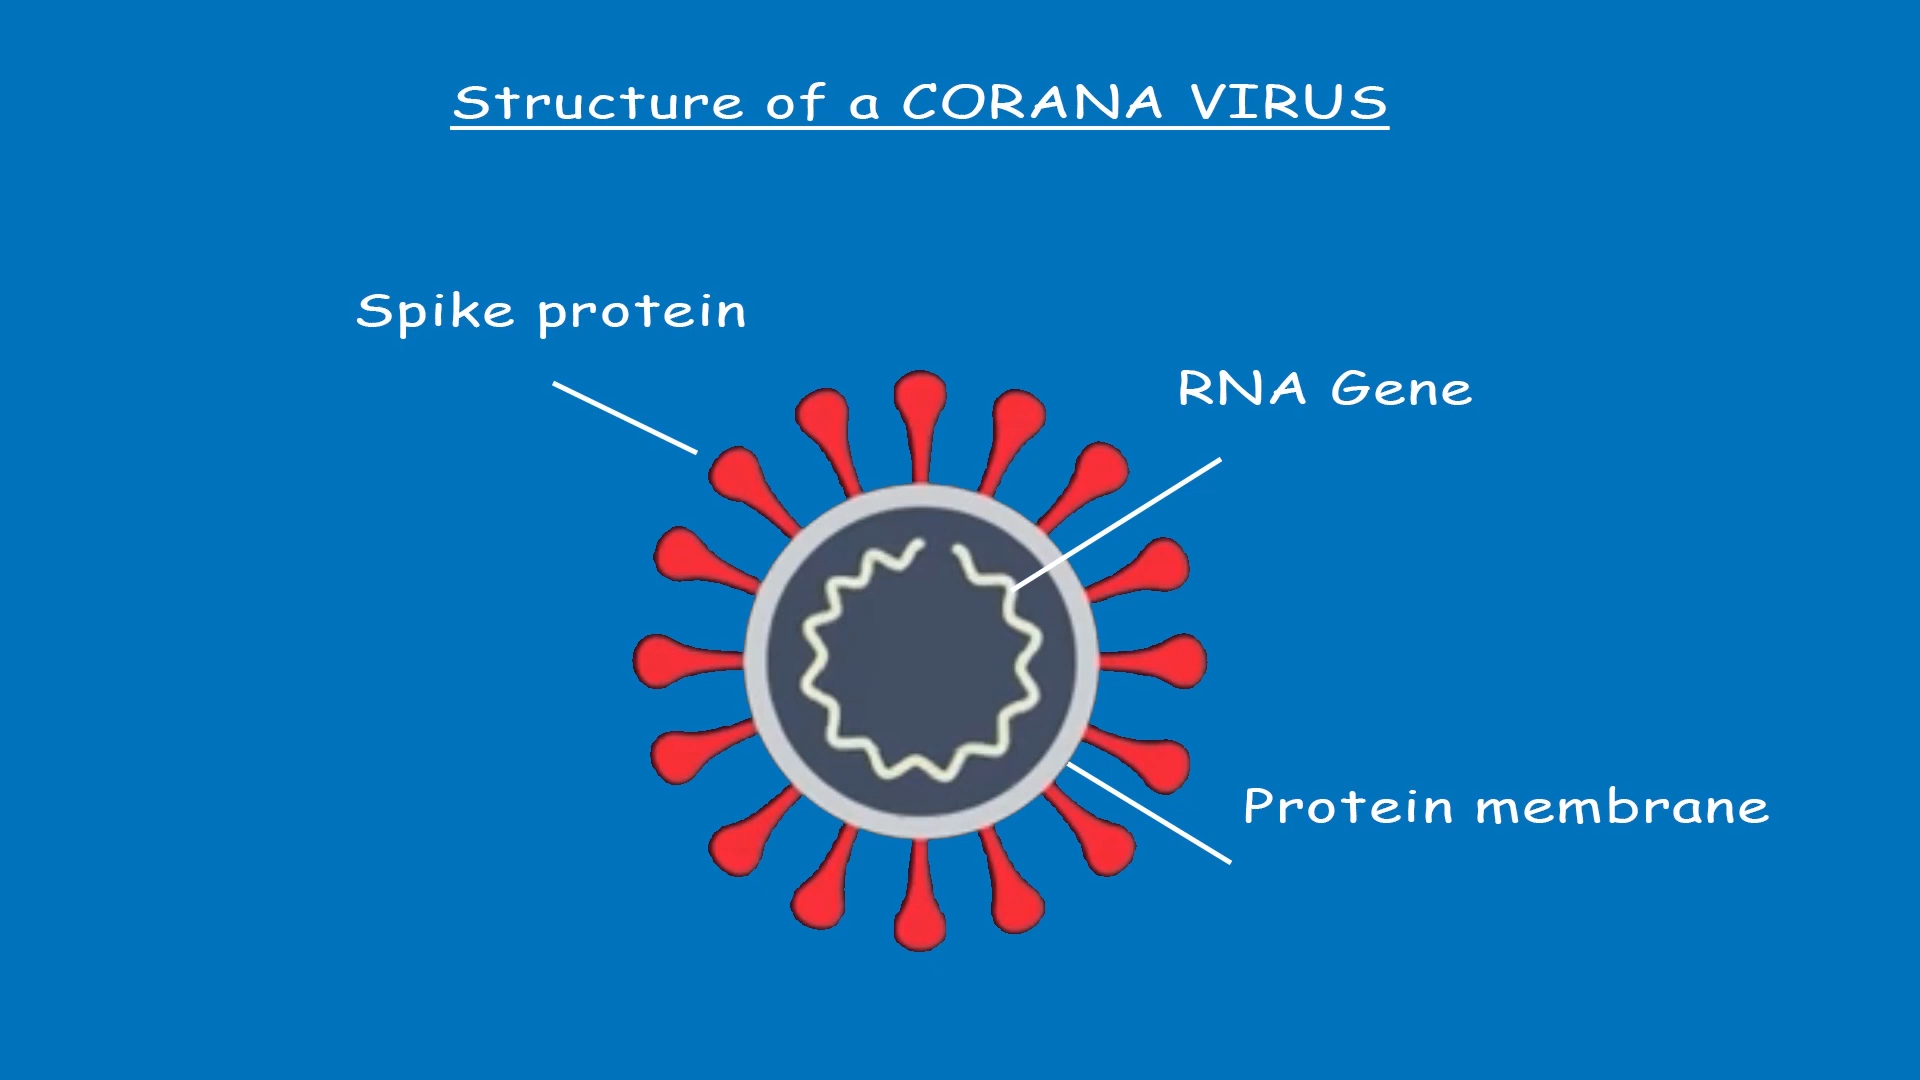 Structure of a CORANA VIRUS
Spike protein
RNA Gene
Protein membrane